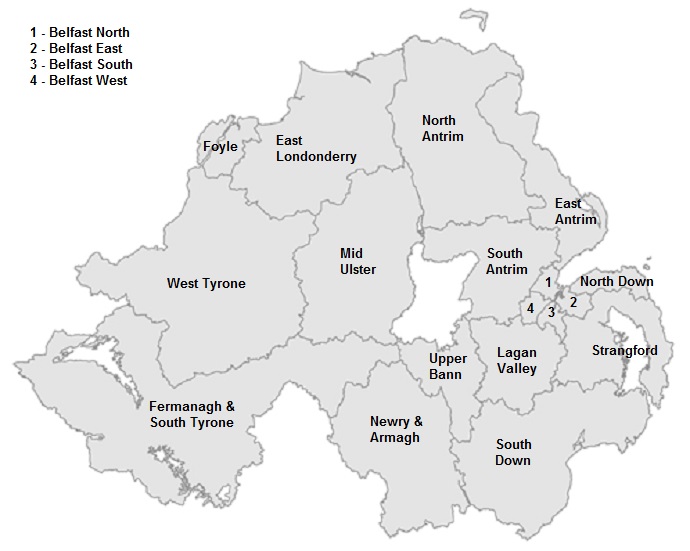 1 - Belfast North
2 - Belfast East
3 - Belfast South
4 - Belfast West
North
Antrim
Foyle
East
Londonderry
East
Antrim
South
Antrim
Mid
Ulster
West Tyrone
1
North Down
2
4
3
Strangford
Upper
Bann
Lagan
Valley
Fermanagh &
South Tyrone
Newry &
Armagh
South
Down